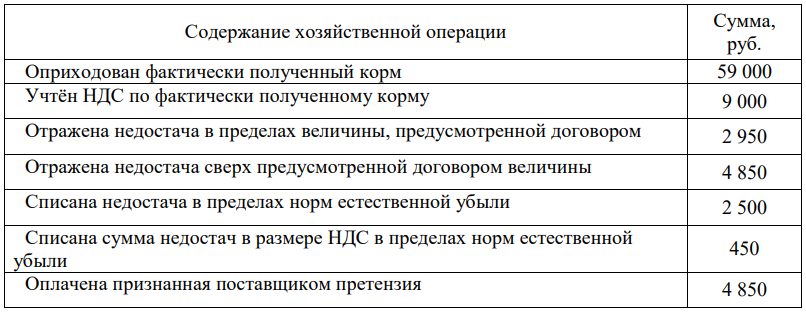 Содержание хозяйственной операции
Сумма,
руб.
Оприходован фактически полученный корм
59 000
Учтён НДС по фактически полученному корму
9 000
Отражена недостача в пределах величины, предусмотренной договором
2 950
Отражена недостача сверх предусмотренной договором величины
4 850
Списана недостача в пределах норм естественной убыли
2 500
Списана сумма недостач в размере НДС в пределах норм естественной
убыли
450
Оплачена признанная поставщиком претензия
4 850